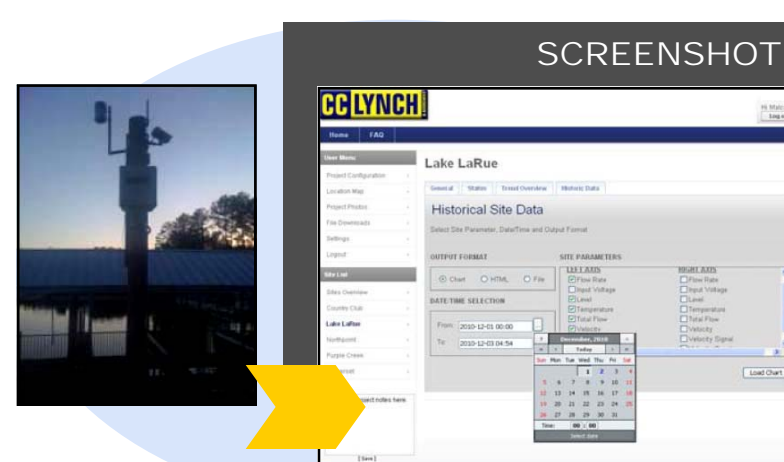 SCREENSHOT
CC LYNCH
Home FAQ
User Menu
Project Configuration
Location Map
Project Photos
File Downloads
Settings
Logout
Site List
Sites Overview
Country Club
Lake LaRue
Northpoint
Purple Creek
notes here
[ Save ]
Lake LaRue
General Status Trend Overview Historic Data
Historical Site Data
Select Site Parameter, Date/Time and Output Format
OUTPUT FORMAT
Chart HTML File
DATE/TIME SELECTION
From 2010-12-01 00:00
To 2010-12-03 04:54
SITE PARAMETERS
LEFT AXIS
Flow Rate
Input Voltage
Level
Temperature
Total Flow
Velocity
RIGHT AXIS
Flow Rate
Input Voltage
Level
Temperature
Total Flow
Velocity
Velocity Signal
? December, 2010 ×
« ‹ Today › »
Sun Mon Tue Wed Thu Fri Sat
1 2 3 4
5 6 7 8 9 10 11
12 13 14 15 16 17 18
19 20 21 22 23 24 25
26 27 28 29 30 31
Time: 00 : 00
Select date
Load Chart